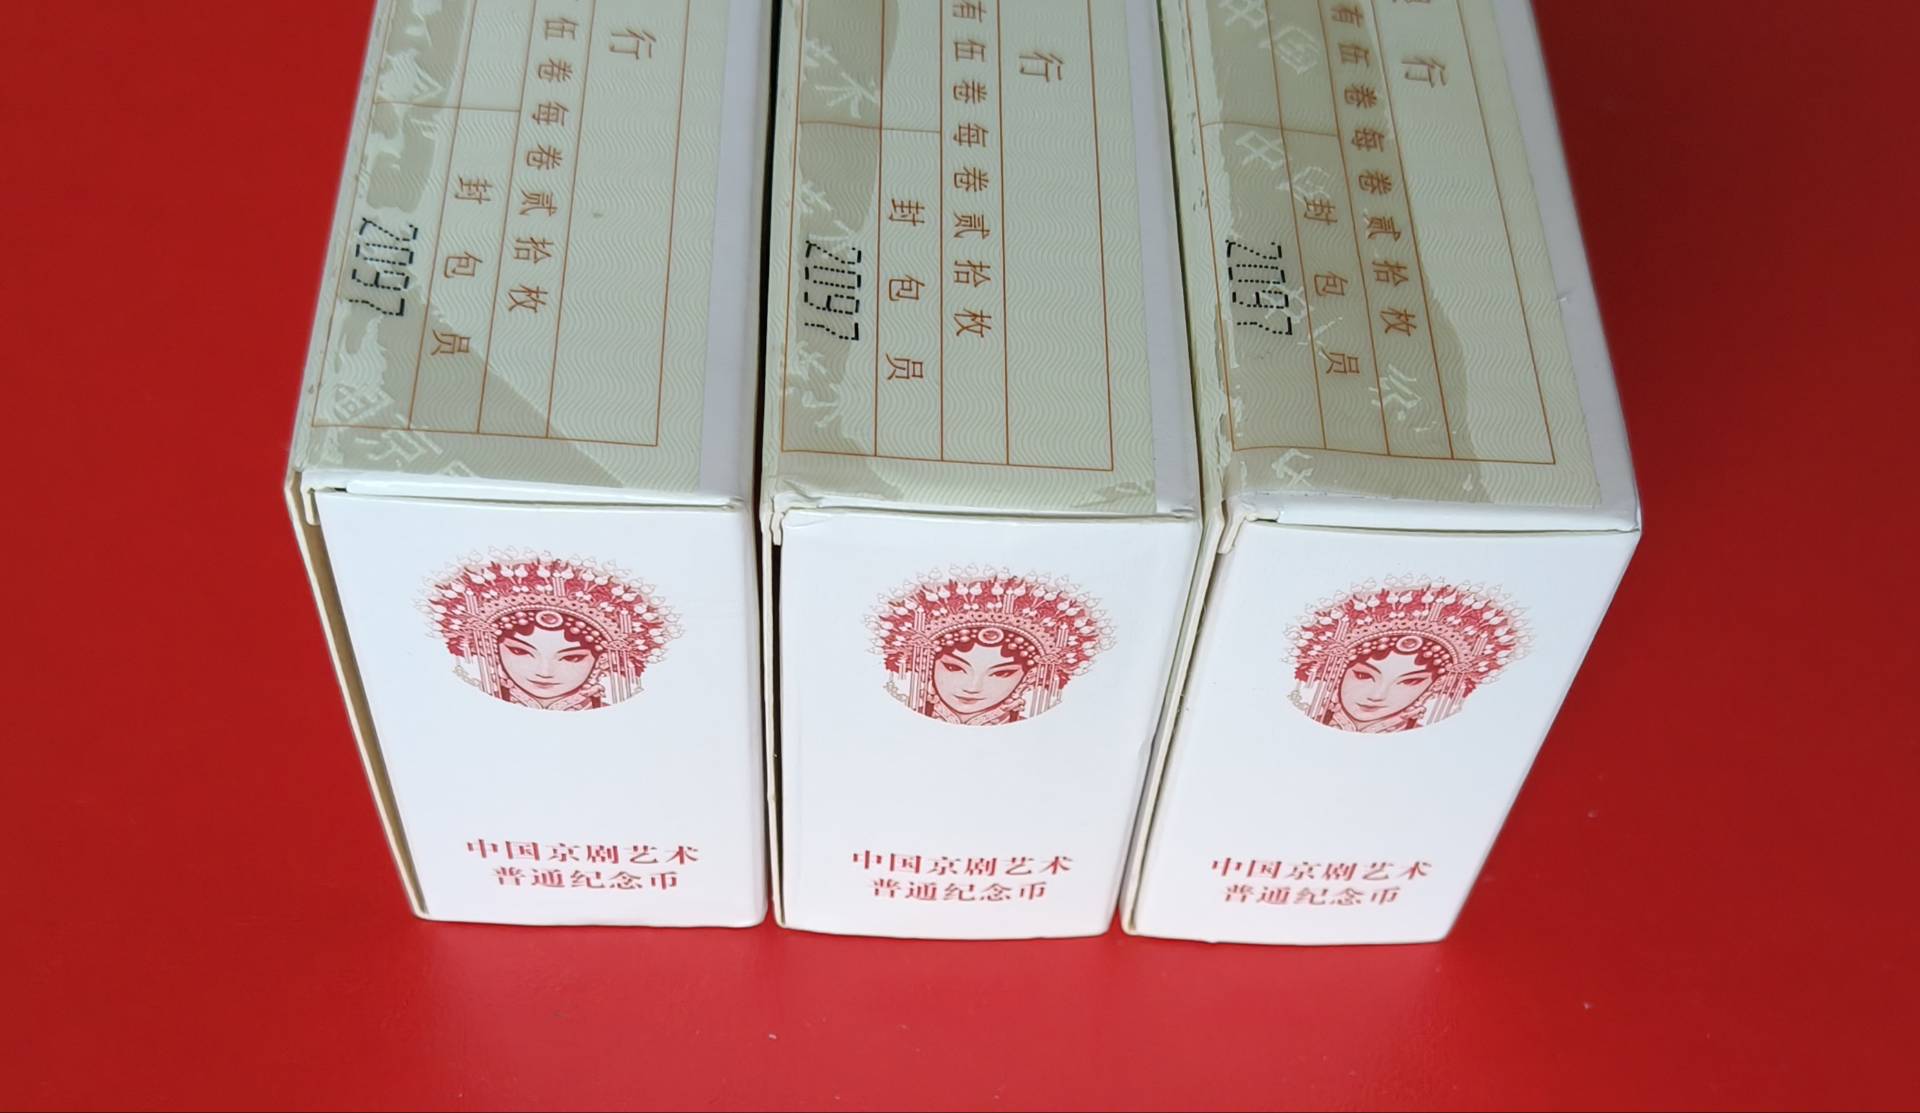 行
有伍卷每卷贰拾枚
封包员
2097
行
有伍卷每卷贰拾枚
封包员
2097
行
有伍卷每卷贰拾枚
封包员
2097
中国京剧艺术
普通纪念币
中国京剧艺术
普通纪念币
中国京剧艺术
普通纪念币